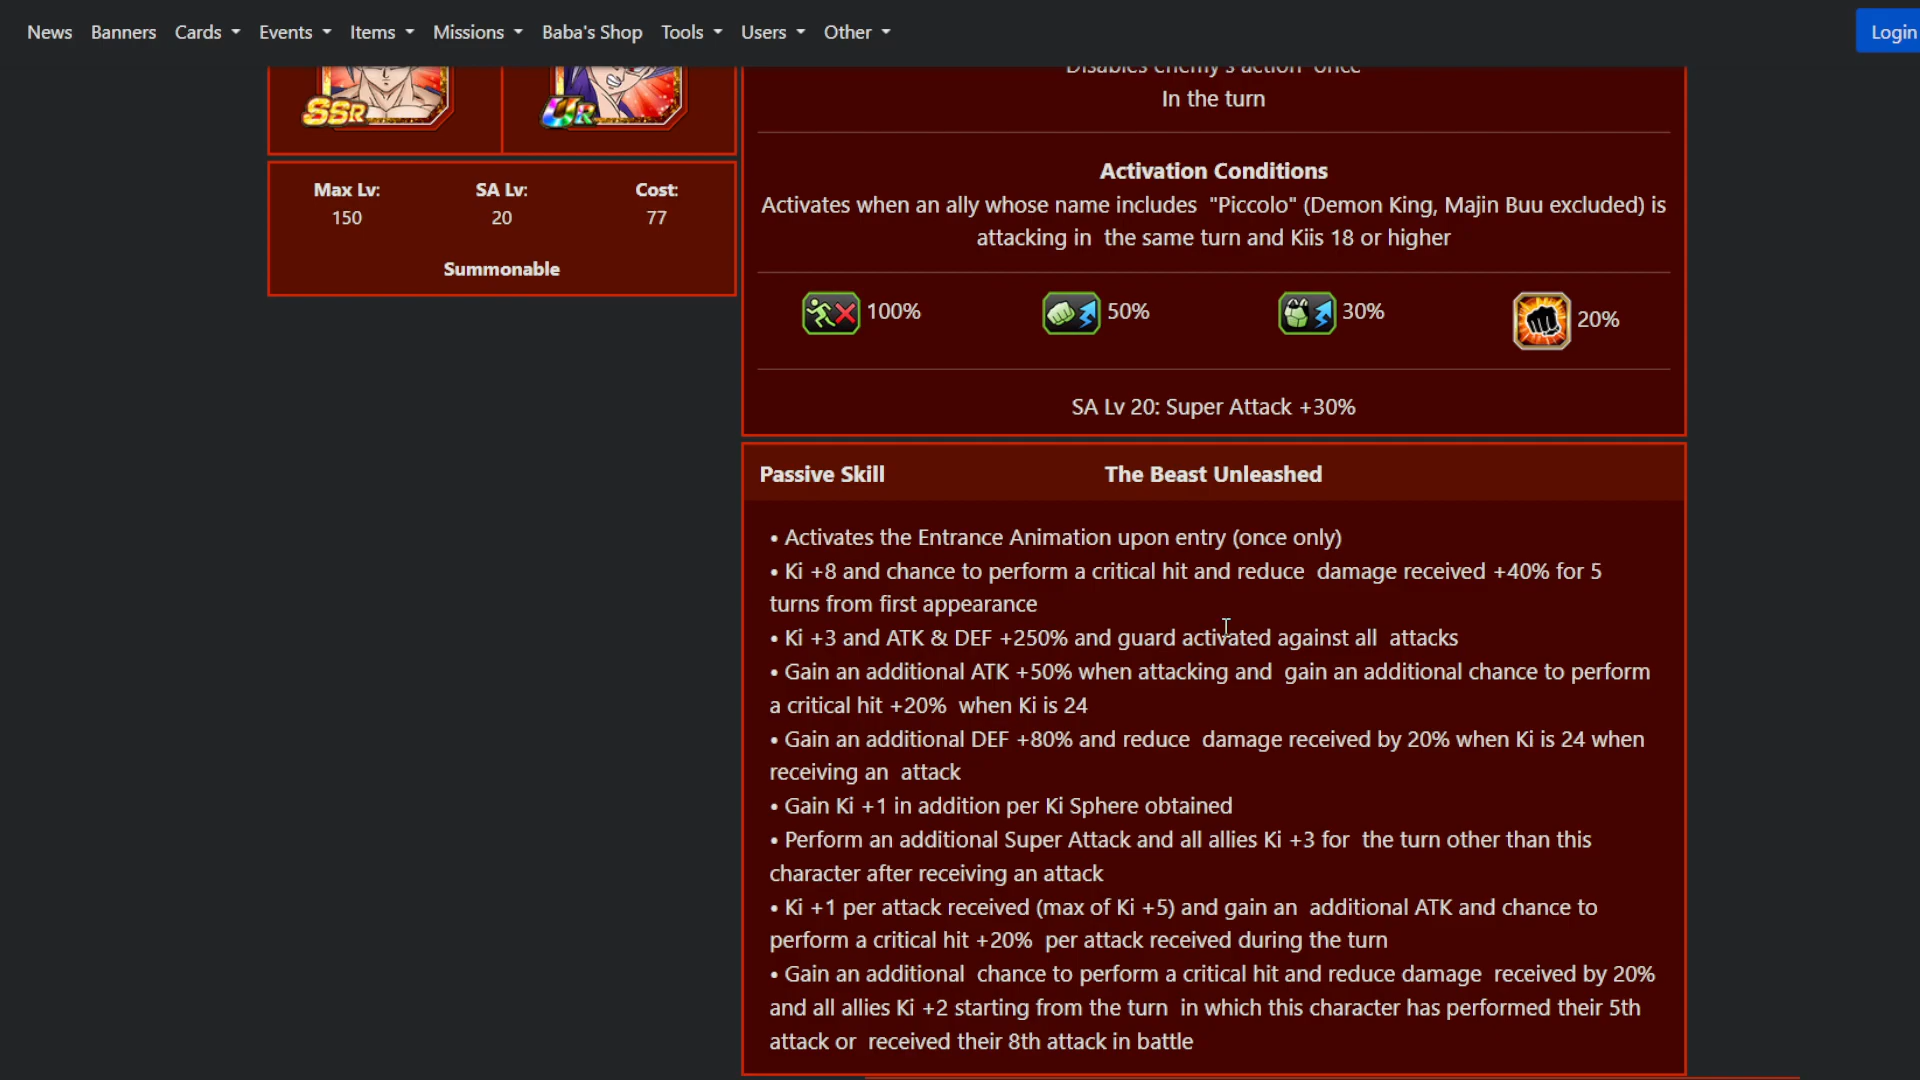 News Banners Cards Events Items Missions Baba's Shop Tools Users Other Login
Disables enemy's action once
In the turn
SSR UR
Activation Conditions
Max Lv: SA Lv: Cost:
150 20 77
Activates when an ally whose name includes "Piccolo" (Demon King, Majin Buu excluded) is
attacking in the same turn and Kiis 18 or higher
Summonable
100% 50% 30% 20%
SA Lv 20: Super Attack +30%
Passive Skill The Beast Unleashed
• Activates the Entrance Animation upon entry (once only)
• Ki +8 and chance to perform a critical hit and reduce damage received +40% for 5
turns from first appearance
• Ki +3 and ATK & DEF +250% and guard activated against all attacks
• Gain an additional ATK +50% when attacking and gain an additional chance to perform
a critical hit +20% when Ki is 24
• Gain an additional DEF +80% and reduce damage received by 20% when Ki is 24 when
receiving an attack
• Gain Ki +1 in addition per Ki Sphere obtained
• Perform an additional Super Attack and all allies Ki +3 for the turn other than this
character after receiving an attack
• Ki +1 per attack received (max of Ki +5) and gain an additional ATK and chance to
perform a critical hit +20% per attack received during the turn
• Gain an additional chance to perform a critical hit and reduce damage received by 20%
and all allies Ki +2 starting from the turn in which this character has performed their 5th
attack or received their 8th attack in battle